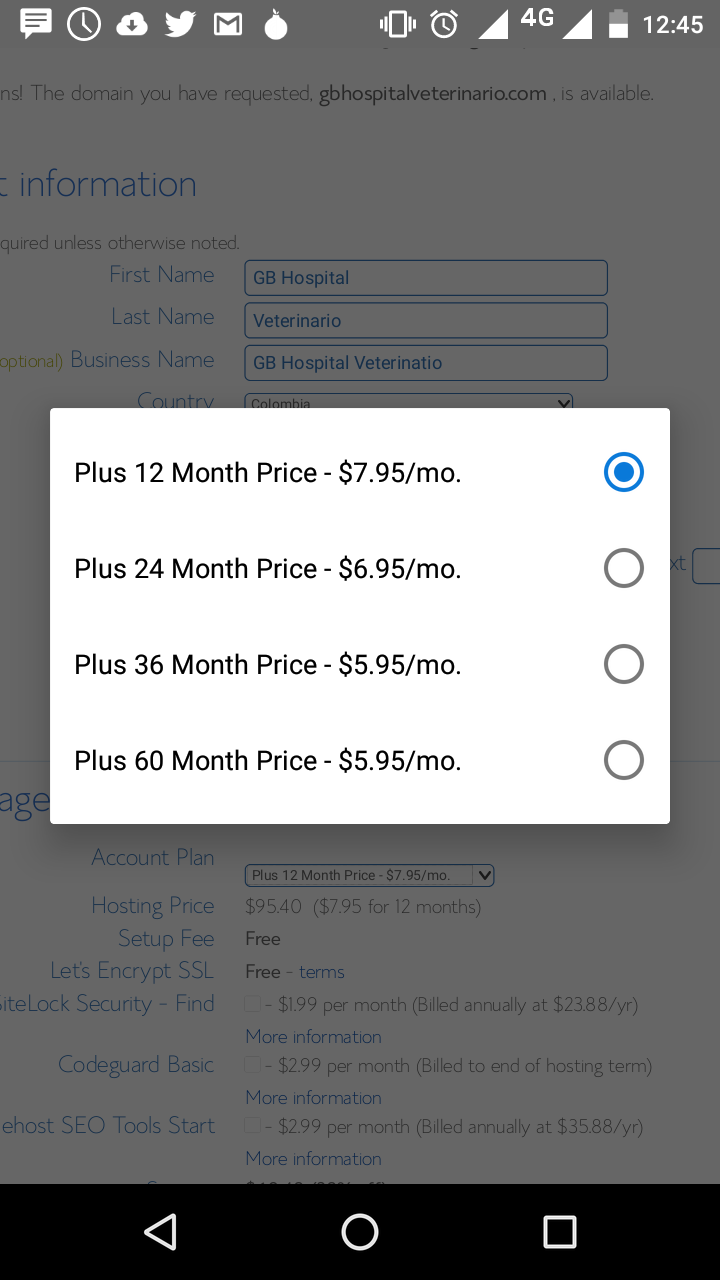 4G 12:45
ns! The domain you have requested, gbhospitalveterinario.com , is available.
t information
quired unless otherwise noted.
First Name GB Hospital
Last Name Veterinario
optional) Business Name GB Hospital Veterinatio
Country Colombia
Plus 12 Month Price - $7.95/mo.
Plus 24 Month Price - $6.95/mo.
xt
Plus 36 Month Price - $5.95/mo.
Plus 60 Month Price - $5.95/mo.
age
Account Plan Plus 12 Month Price - $7.95/mo.
Hosting Price $95.40 ($7.95 for 12 months)
Setup Fee Free
Let's Encrypt SSL Free - terms
SiteLock Security - Find - $1.99 per month (Billed annually at $23.88/yr)
More information
Codeguard Basic - $2.99 per month (Billed to end of hosting term)
More information
ehost SEO Tools Start - $2.99 per month (Billed annually at $35.88/yr)
More information